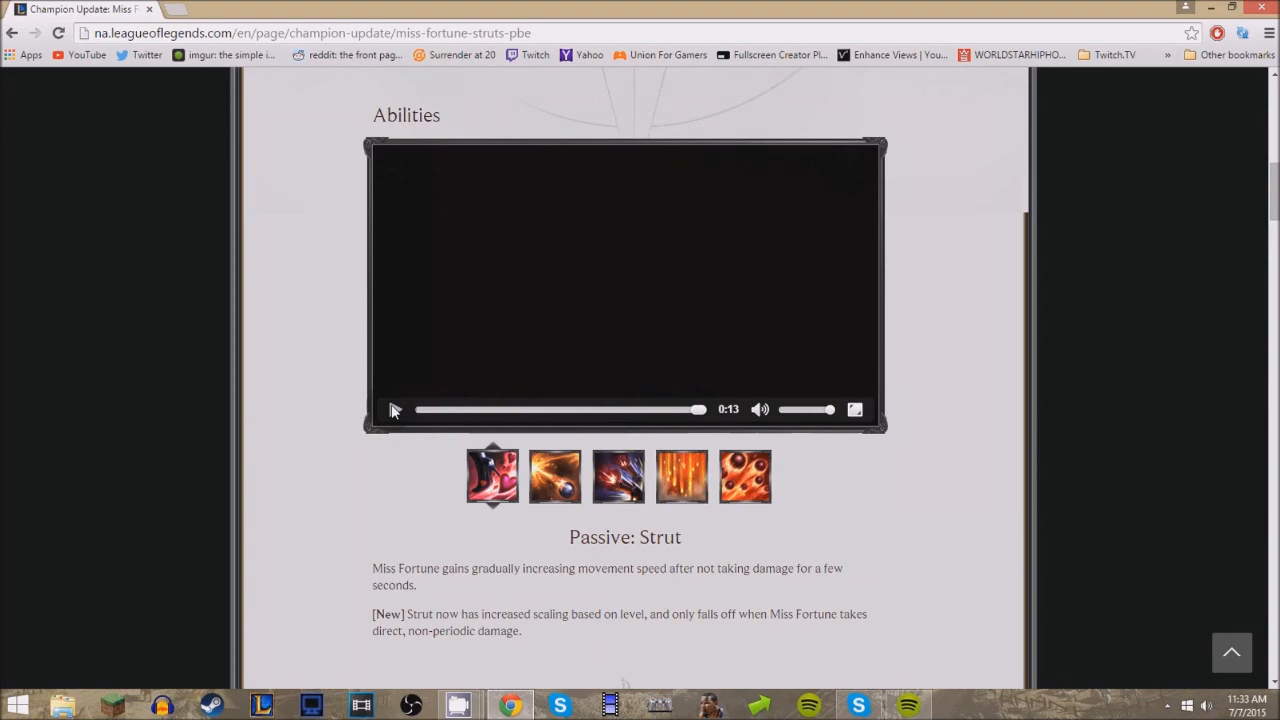 Champion Update: Miss F
na.leagueoflegends.com/en/page/champion-update/miss-fortune-struts-pbe
Apps YouTube Twitter imgur: the simple i... reddit: the front pag... Surrender at 20 Twitch Yahoo Union For Gamers Fullscreen Creator Pl... Enhance Views | You... WORLDSTARHIPHO... Twitch.TV » Other bookmarks
Abilities
0:13
Passive: Strut
Miss Fortune gains gradually increasing movement speed after not taking damage for a few
seconds.
[New] Strut now has increased scaling based on level, and only falls off when Miss Fortune takes
direct, non-periodic damage.
11:33 AM
7/7/2015